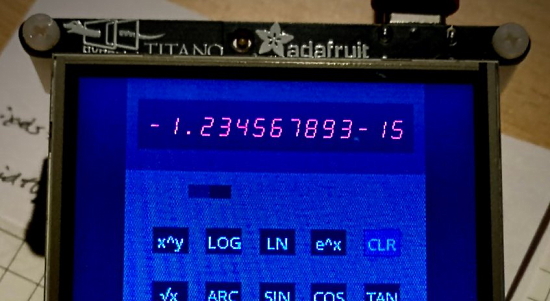 TITANO adafruit
-1.234567893-15
x^y LOG LN e^x CLR
√x ARC SIN COS TAN